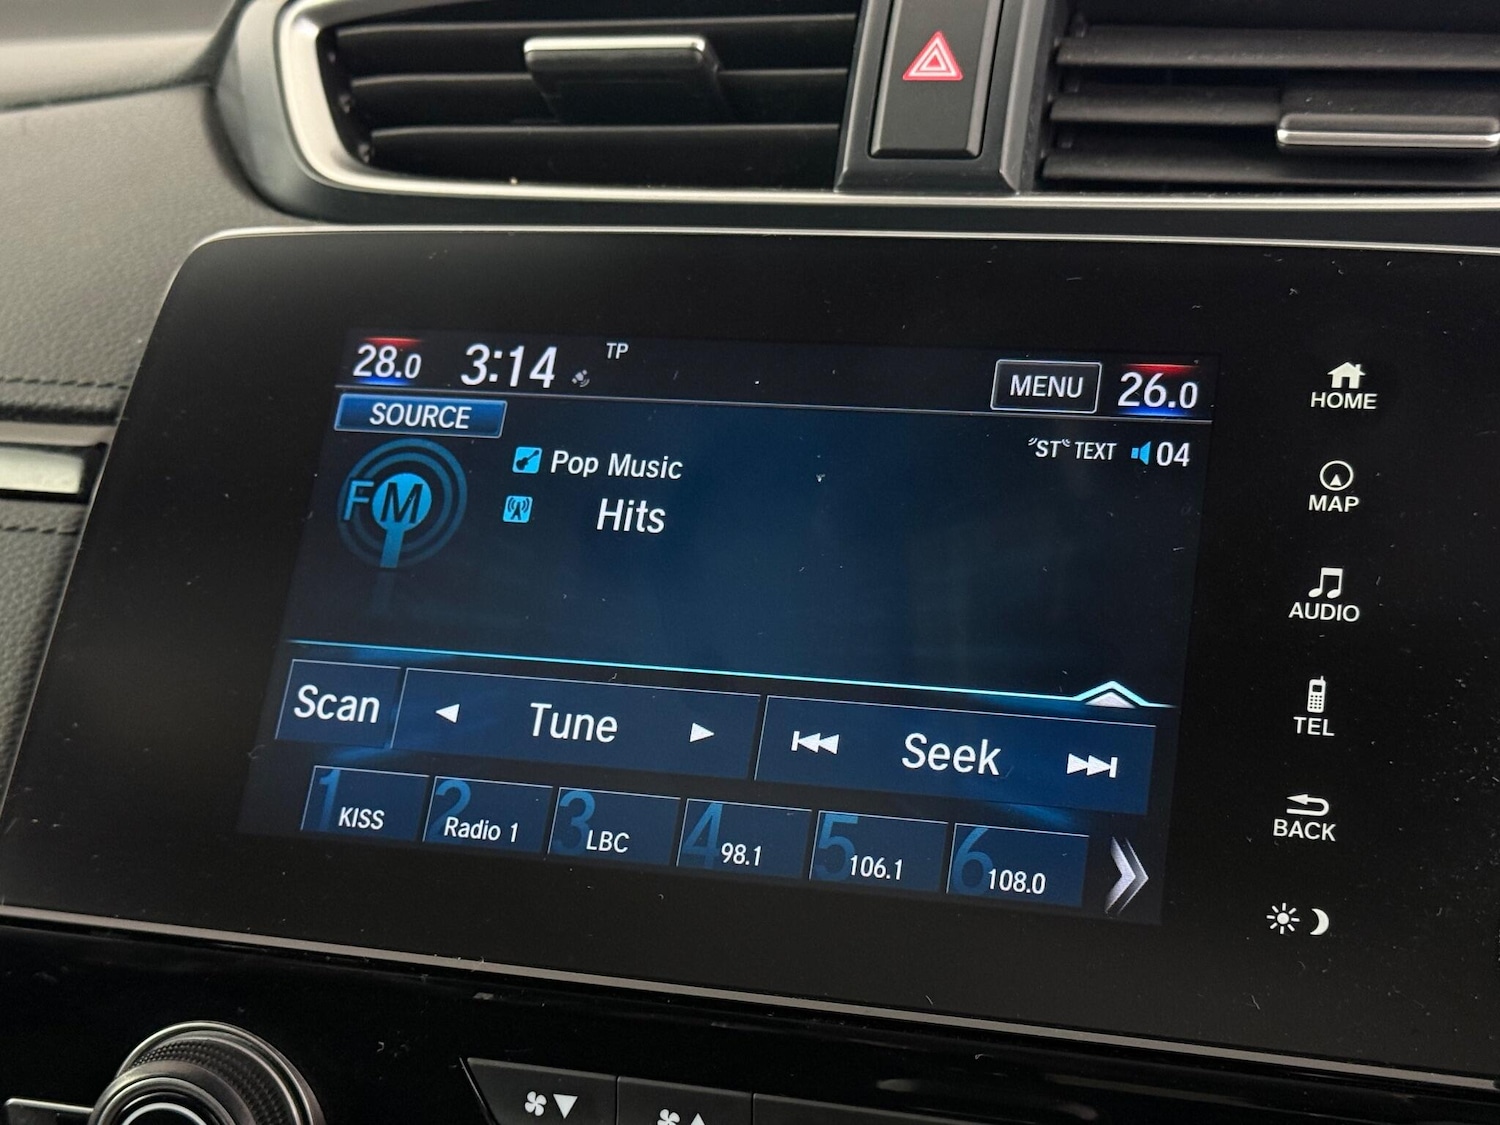 28.0 3:14 TP MENU 26.0
SOURCE
ST TEXT 04
FM
Pop Music
Hits
Scan Tune Seek
1 KISS 2 Radio 1 3 LBC 4 98.1 5 106.1 6 108.0
HOME
MAP
AUDIO
TEL
BACK